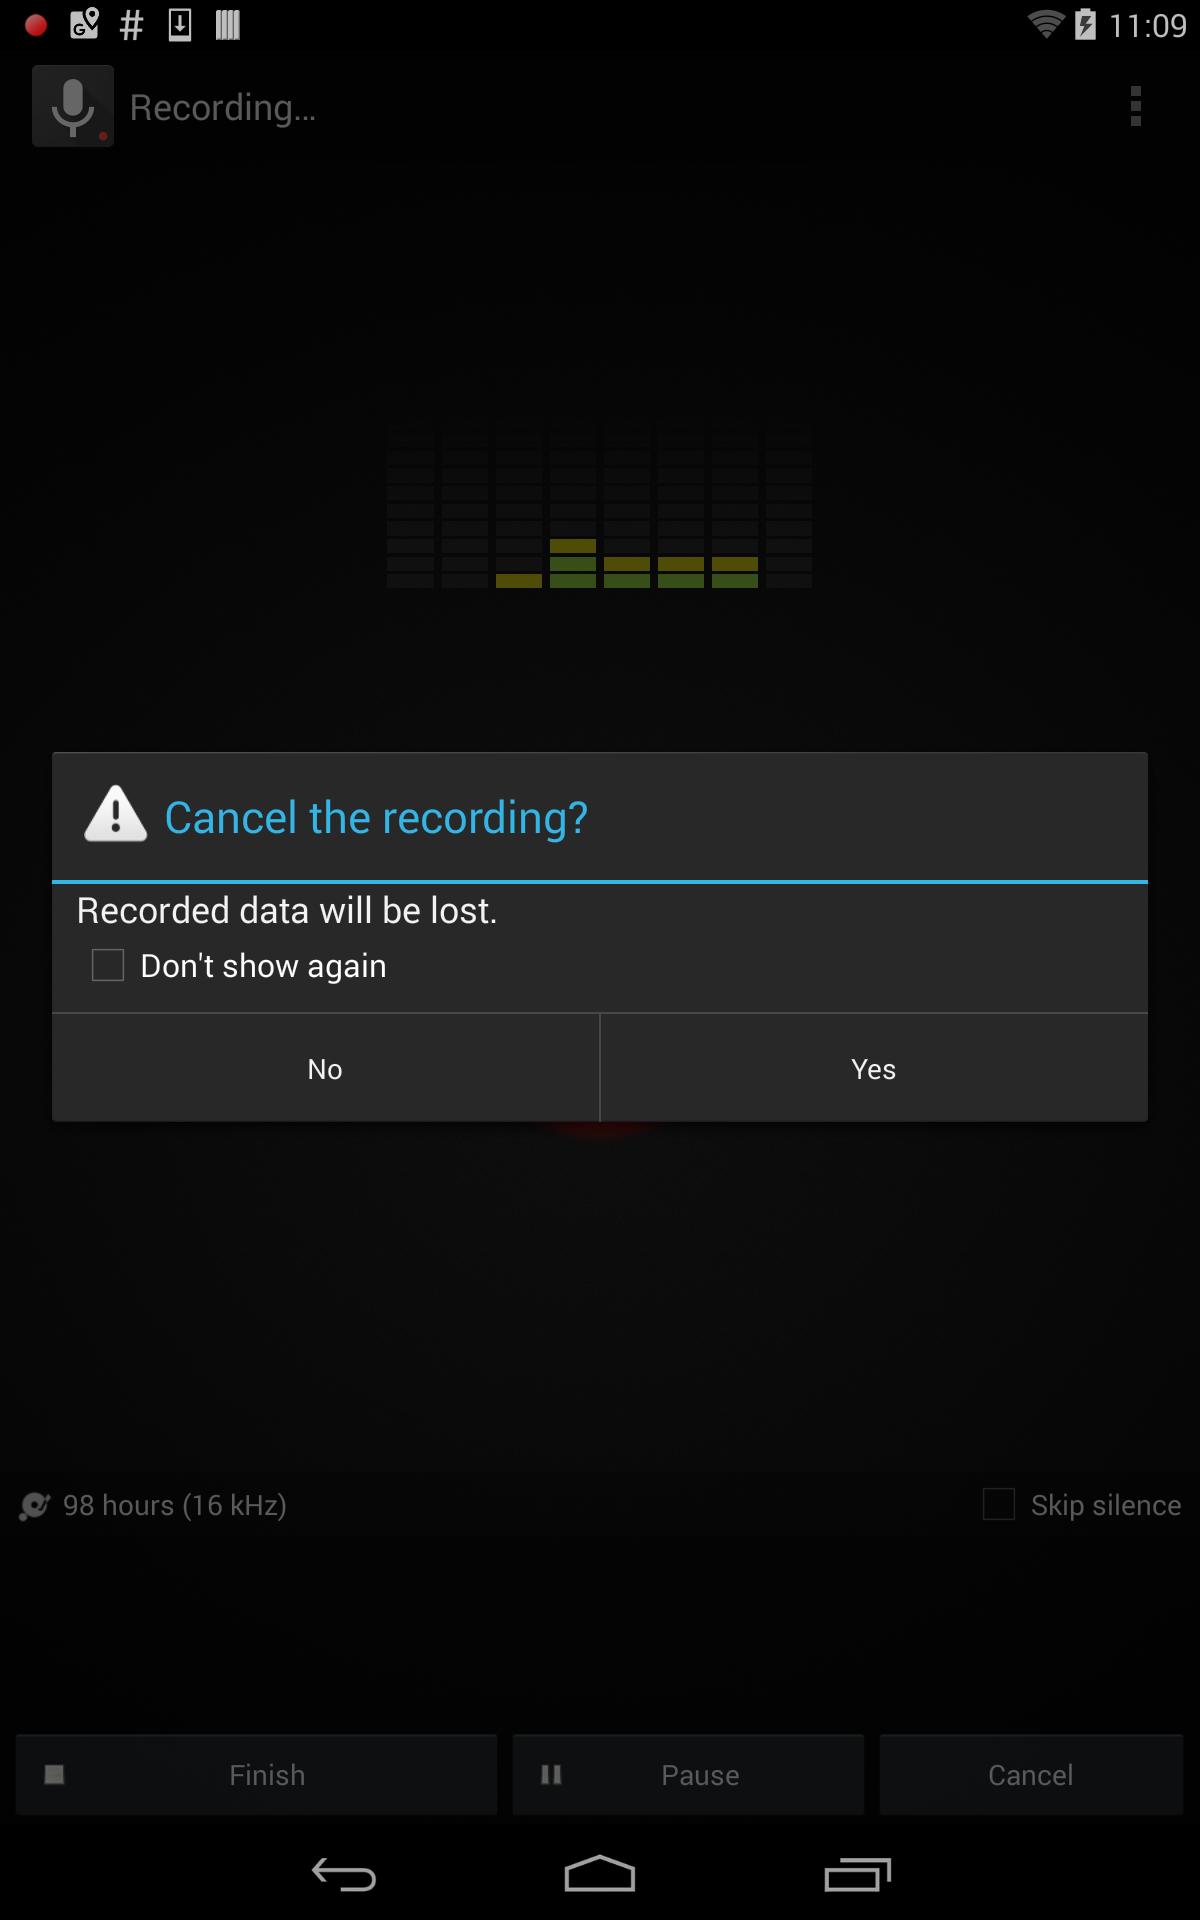 # 11:09
Recording...
Cancel the recording?
Recorded data will be lost.
Don't show again
No Yes
98 hours (16 kHz) Skip silence
Finish Pause Cancel